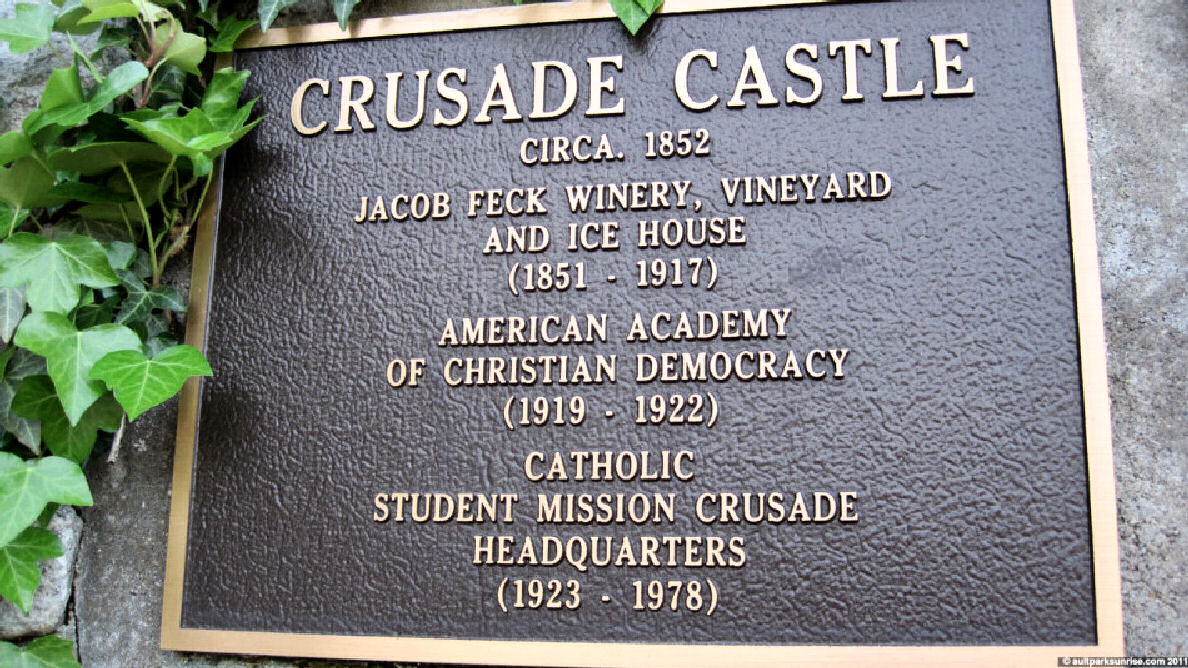 CRUSADE CASTLE
CIRCA. 1852
JACOB FECK WINERY, VINEYARD
AND ICE HOUSE
(1851 - 1917)
AMERICAN ACADEMY
OF CHRISTIAN DEMOCRACY
(1919 - 1922)
CATHOLIC
STUDENT MISSION CRUSADE
HEADQUARTERS
(1923 - 1978)
© aultparksunrise.com 2011